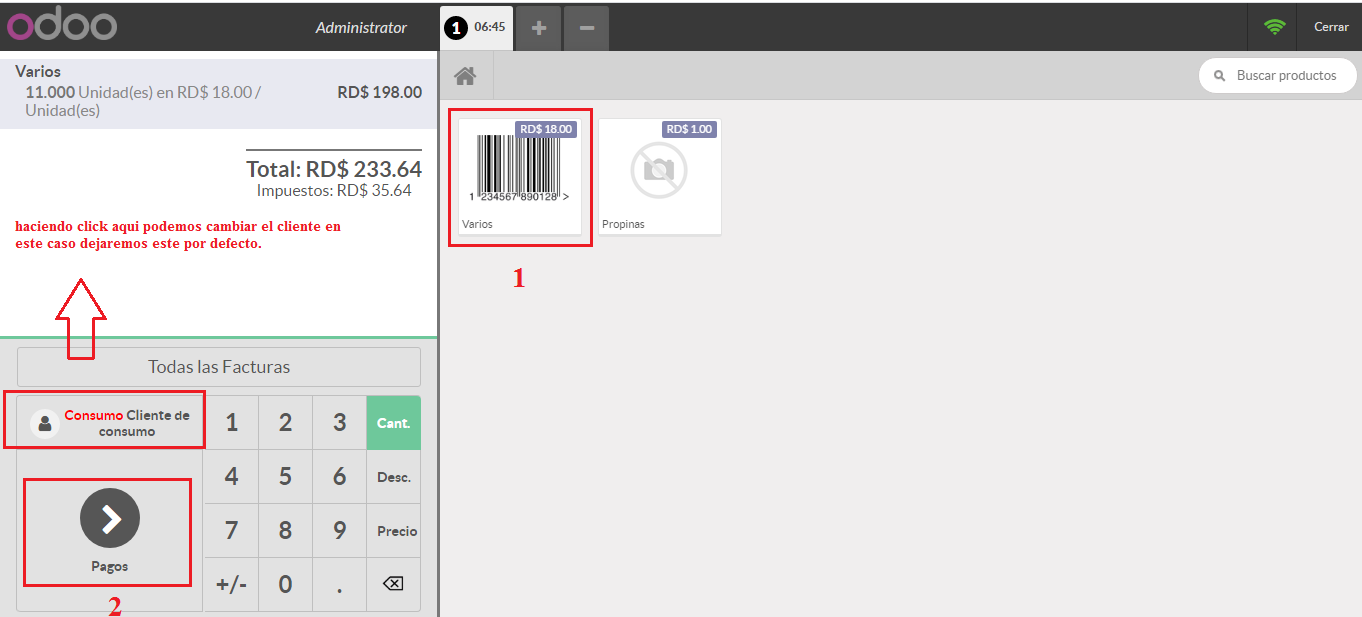 odoo
Administrator
1 06:45
Cerrar
Varios
11.000 Unidad(es) en RD$ 18.00 /
Unidad(es)
RD$ 198.00
Total: RD$ 233.64
Impuestos: RD$ 35.64
haciendo click aqui podemos cambiar el cliente en
este caso dejaremos este por defecto.
Todas las Facturas
Consumo Cliente de
consumo
Pagos
2
1 2 3 Cant.
4 5 6 Desc.
7 8 9 Precio
+/- 0 .
Buscar productos
RD$ 18.00
1 234567 890128 >
Varios
RD$ 1.00
Propinas
1